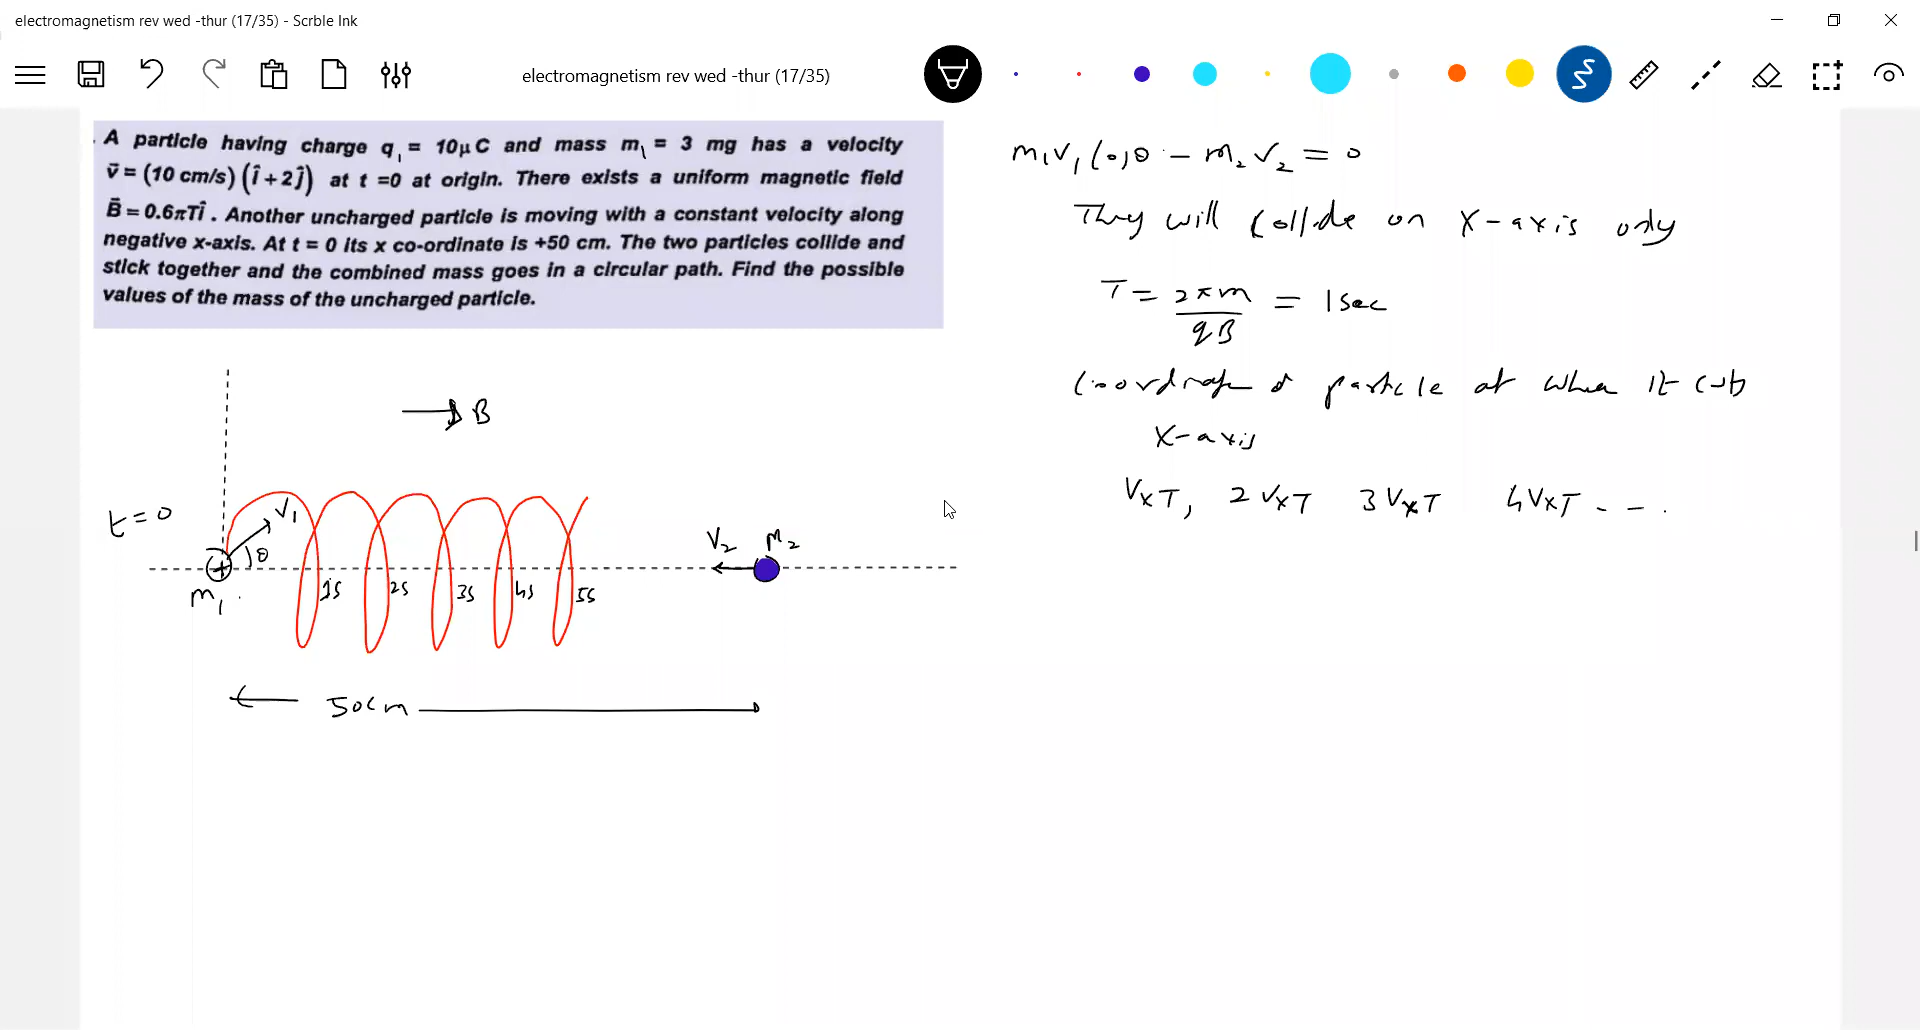 electromagnetism rev wed -thur (17/35) - Scrble Ink
electromagnetism rev wed -thur (17/35)
A particle having charge q₁ = 10μC and mass m₁ = 3 mg has a velocity
v⃗ = (10 cm/s) (î + 2ĵ) at t =0 at origin. There exists a uniform magnetic field
B⃗ = 0.6πTî . Another uncharged particle is moving with a constant velocity along
negative x-axis. At t = 0 its x co-ordinate is +50 cm. The two particles collide and
stick together and the combined mass goes in a circular path. Find the possible
values of the mass of the uncharged particle.
m₁v₁ cosθ - m₂v₂ = 0
They will collide on x-axis only
T = 2πm/qB = 1 sec
particle at when it cuts
x-axis
VxT, 2VxT 3VxT 4VxT - - .
B
t=0
V₁
θ
m₁
1s 2s 3s 4s 5s
V₂ m₂
50cm